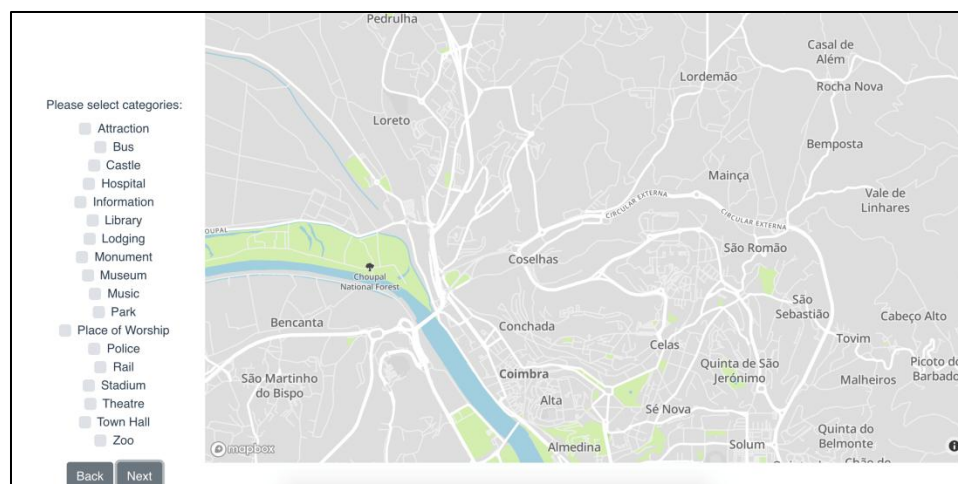 Please select categories:
Attraction
Bus
Castle
Hospital
Information
Library
Lodging
Monument
Museum
Music
Park
Place of Worship
Police
Rail
Stadium
Theatre
Town Hall
Zoo
Back Next
Pedrulha
Casal de
Além
Lordemão
Rocha Nova
Loreto
Bemposta
Mainça
Vale de
Linhares
CIRCULAR EXTERNA
CIRCULAR EXTERNA
OUPAL
São Romão
Coselhas
Choupal
National Forest
São
Sebastião
Cabeço Alto
Bencanta
Conchada
Tovim
Celas
Picoto do
Barbado
Quinta de São
Jerónimo
Coimbra
Malheiros
São Martinho
do Bispo
Alta
Sé Nova
Quinta do
Belmonte
Almedina
Solum
mapbox